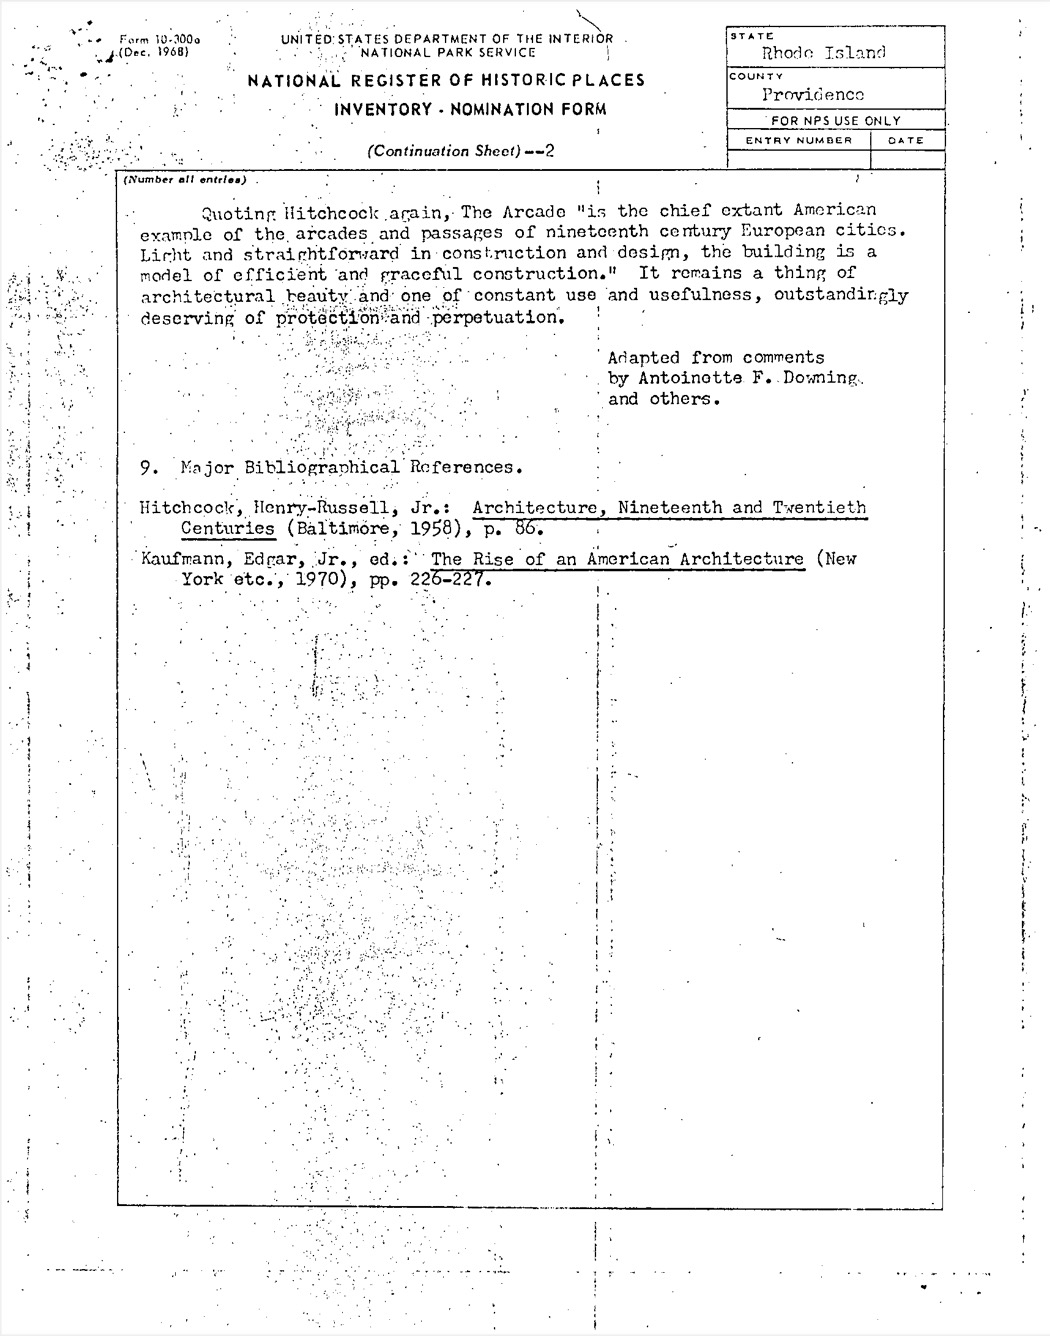 Form 10-300a
(Dec. 1968)
UNITED STATES DEPARTMENT OF THE INTERIOR
NATIONAL PARK SERVICE
NATIONAL REGISTER OF HISTORIC PLACES
INVENTORY - NOMINATION FORM
(Continuation Sheet) --2
STATE
Rhode Island
COUNTY
Providence
FOR NPS USE ONLY
ENTRY NUMBER DATE
(Number all entries)
Quoting Hitchcock again, The Arcade "is the chief extant American
example of the arcades and passages of nineteenth century European cities.
Light and straightforward in construction and design, the building is a
model of efficient and graceful construction." It remains a thing of
architectural beauty and one of constant use and usefulness, outstandingly
deserving of protection and perpetuation.
Adapted from comments
by Antoinette F. Downing
and others.
9. Major Bibliographical References.
Hitchcock, Henry-Russell, Jr.: Architecture, Nineteenth and Twentieth
Centuries (Baltimore, 1958), p. 86.
Kaufmann, Edgar, Jr., ed.: The Rise of an American Architecture (New
York etc., 1970), pp. 226-227.